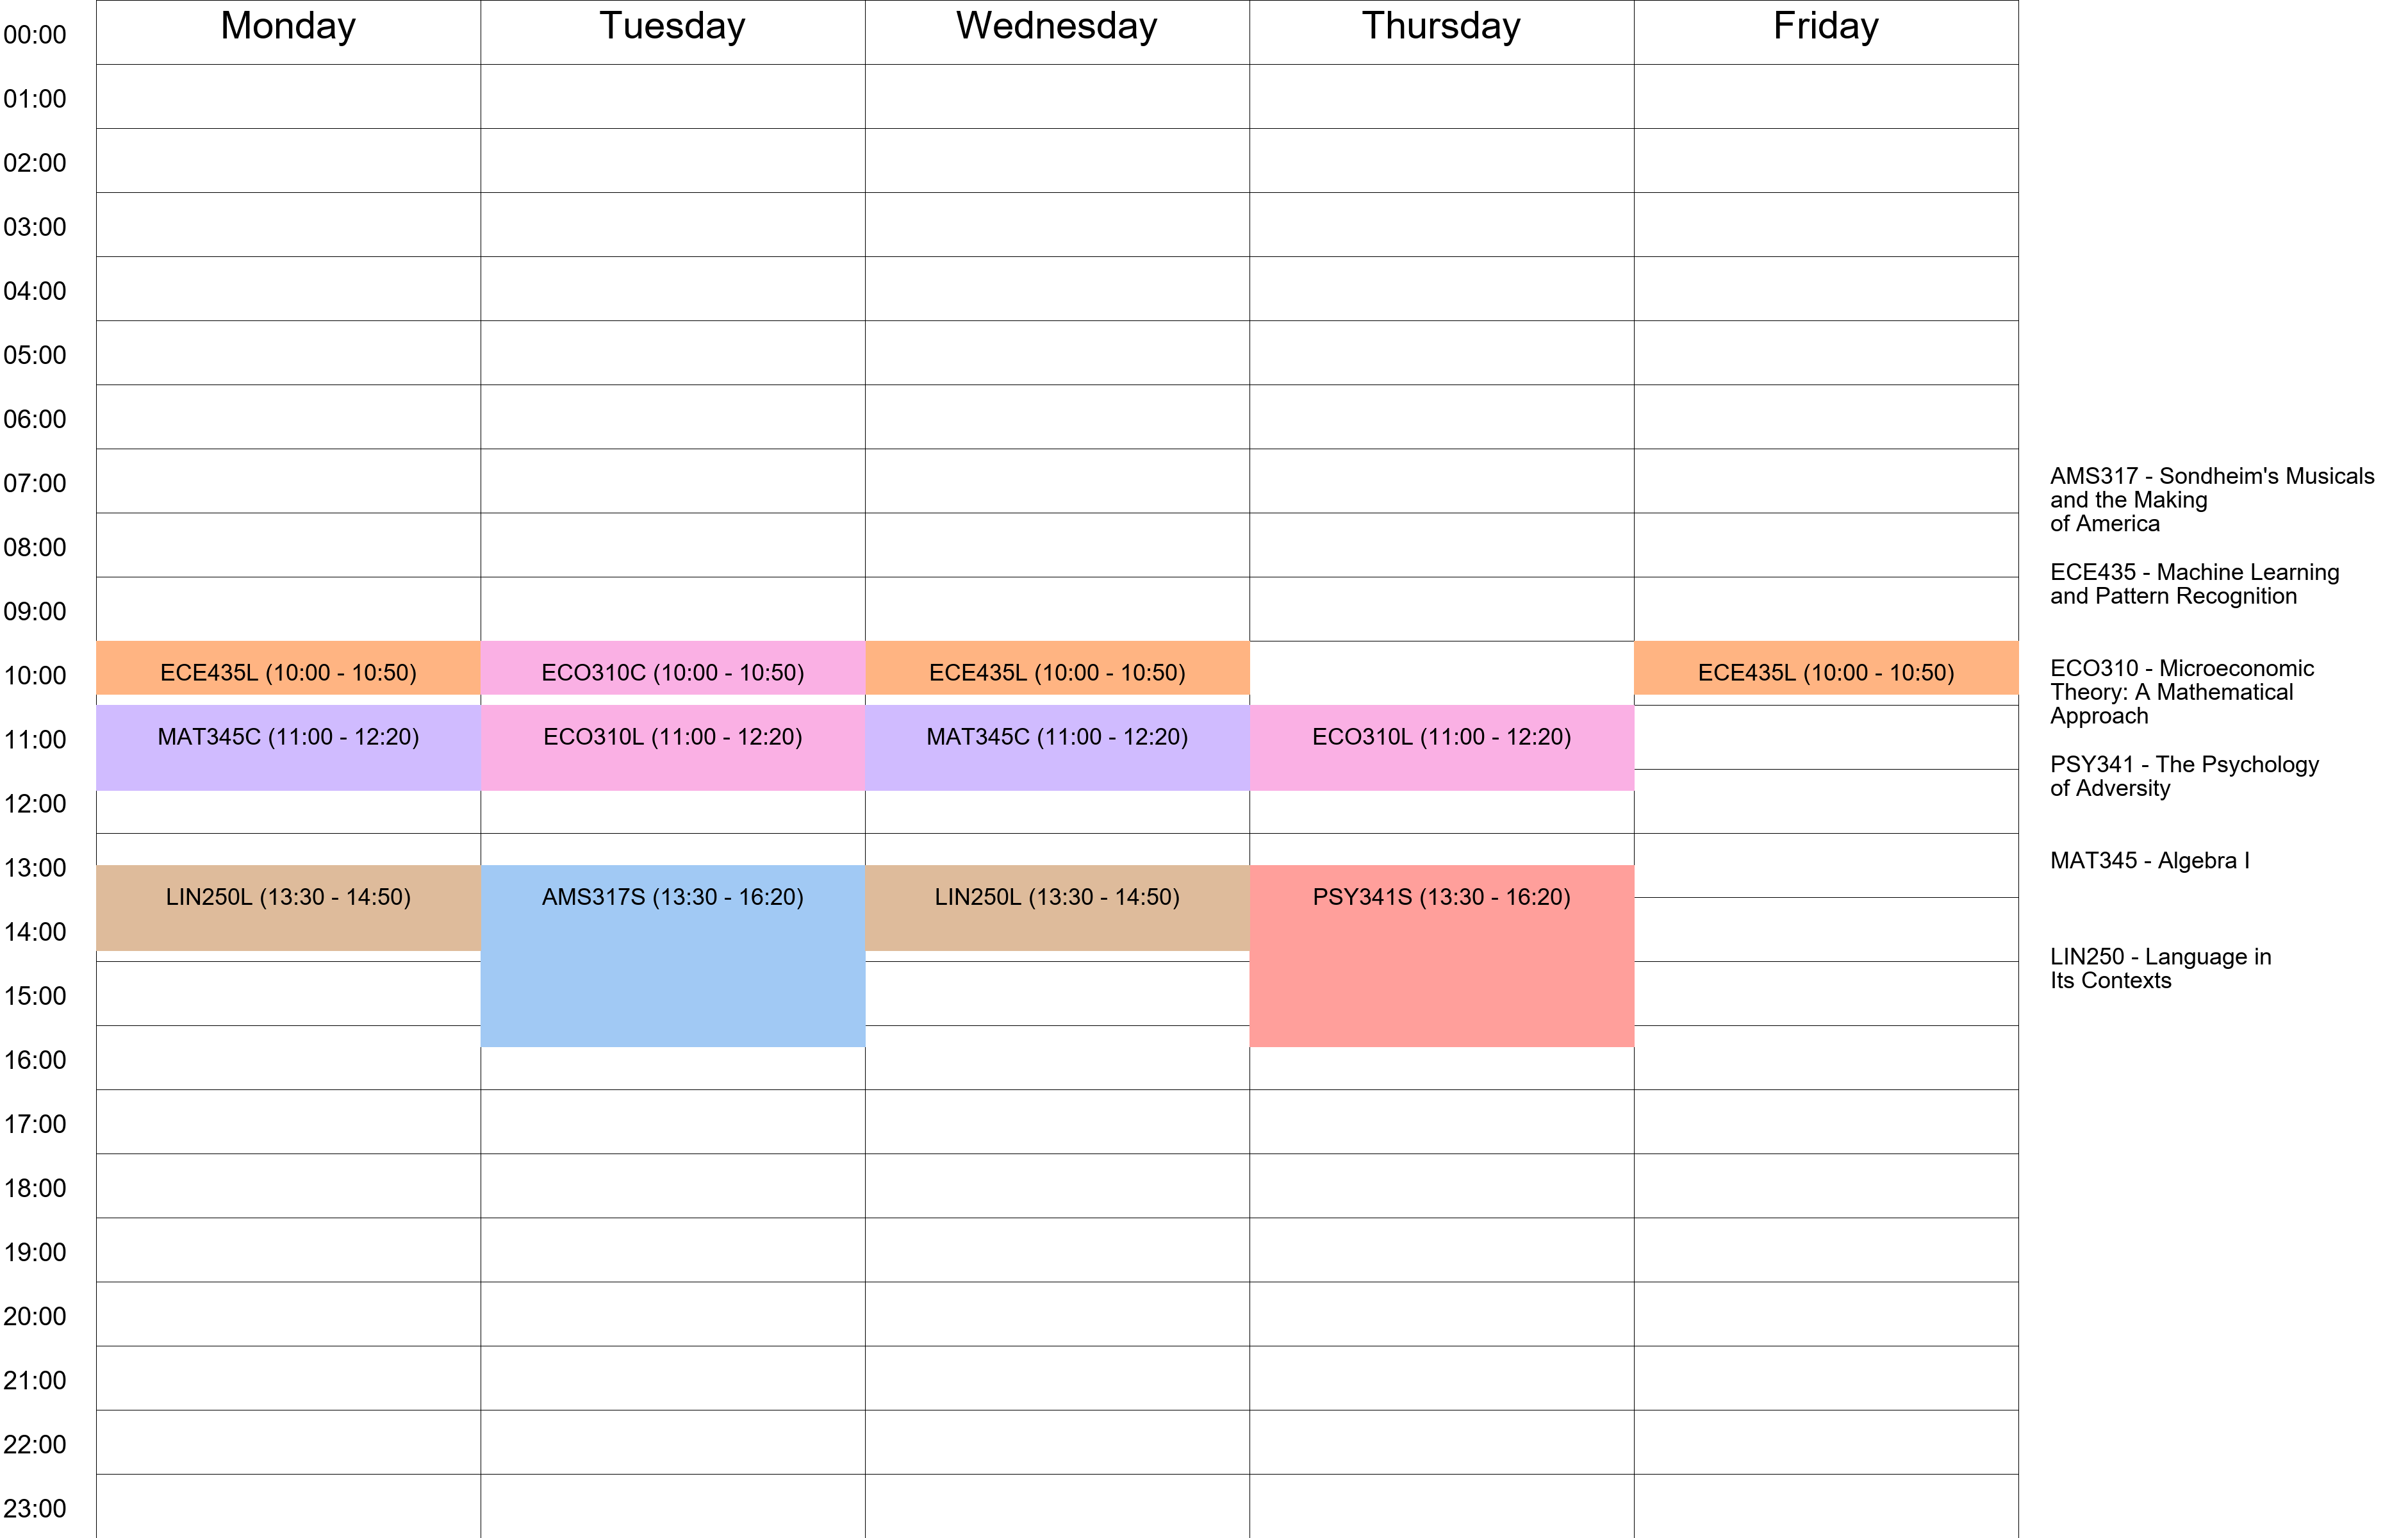 Monday Tuesday Wednesday Thursday Friday
00:00
01:00
02:00
03:00
04:00
05:00
06:00
07:00
08:00
09:00
10:00
11:00
12:00
13:00
14:00
15:00
16:00
17:00
18:00
19:00
20:00
21:00
22:00
23:00
ECE435L (10:00 - 10:50)
MAT345C (11:00 - 12:20)
LIN250L (13:30 - 14:50)
ECO310C (10:00 - 10:50)
ECO310L (11:00 - 12:20)
AMS317S (13:30 - 16:20)
ECE435L (10:00 - 10:50)
MAT345C (11:00 - 12:20)
LIN250L (13:30 - 14:50)
ECO310L (11:00 - 12:20)
PSY341S (13:30 - 16:20)
ECE435L (10:00 - 10:50)
AMS317 - Sondheim's Musicals
and the Making
of America
ECE435 - Machine Learning
and Pattern Recognition
ECO310 - Microeconomic
Theory: A Mathematical
Approach
PSY341 - The Psychology
of Adversity
MAT345 - Algebra I
LIN250 - Language in
Its Contexts